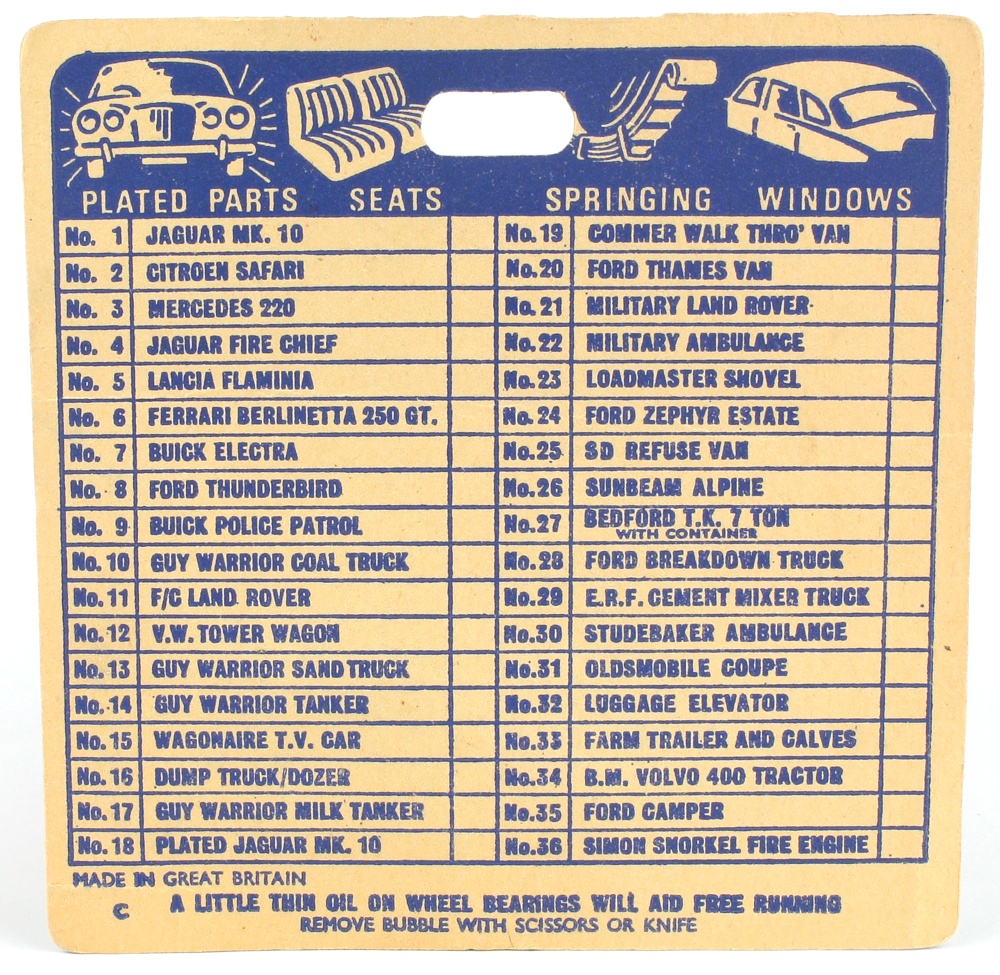 PLATED PARTS SEATS SPRINGING WINDOWS
No. 1 JAGUAR MK. 10
No. 2 CITROEN SAFARI
No. 3 MERCEDES 220
No. 4 JAGUAR FIRE CHIEF
No. 5 LANCIA FLAMINIA
No. 6 FERRARI BERLINETTA 250 GT.
No. 7 BUICK ELECTRA
No. 8 FORD THUNDERBIRD
No. 9 BUICK POLICE PATROL
No. 10 GUY WARRIOR COAL TRUCK
No. 11 F/C LAND ROVER
No. 12 V.W. TOWER WAGON
No. 13 GUY WARRIOR SAND TRUCK
No. 14 GUY WARRIOR TANKER
No. 15 WAGONAIRE T.V. CAR
No. 16 DUMP TRUCK/DOZER
No. 17 GUY WARRIOR MILK TANKER
No. 18 PLATED JAGUAR MK. 10
No. 19 COMMER WALK THRO' VAN
No. 20 FORD THAMES VAN
No. 21 MILITARY LAND ROVER
No. 22 MILITARY AMBULANCE
No. 23 LOADMASTER SHOVEL
No. 24 FORD ZEPHYR ESTATE
No. 25 SD REFUSE VAN
No. 26 SUNBEAM ALPINE
No. 27 BEDFORD T.K. 7 TON
WITH CONTAINER
No. 28 FORD BREAKDOWN TRUCK
No. 29 E.R.F. CEMENT MIXER TRUCK
No. 30 STUDEBAKER AMBULANCE
No. 31 OLDSMOBILE COUPE
No. 32 LUGGAGE ELEVATOR
No. 33 FARM TRAILER AND CALVES
No. 34 B.M. VOLVO 400 TRACTOR
No. 35 FORD CAMPER
No. 36 SIMON SNORKEL FIRE ENGINE
MADE IN GREAT BRITAIN
C A LITTLE THIN OIL ON WHEEL BEARINGS WILL AID FREE RUNNING
REMOVE BUBBLE WITH SCISSORS OR KNIFE